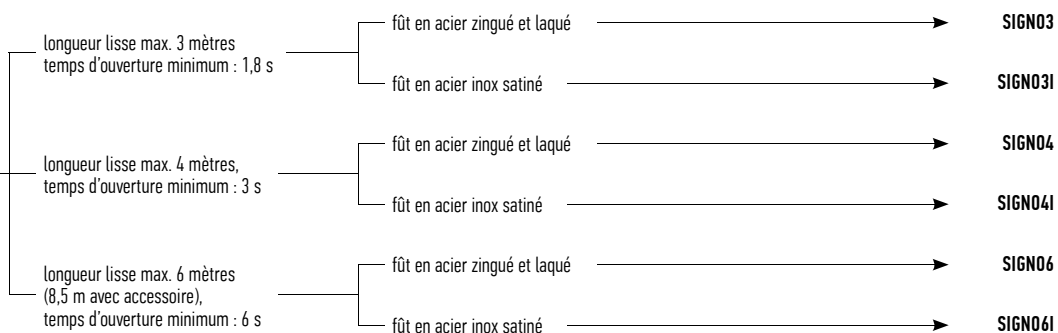 fût en acier zingué et laqué
SIGNO3
longueur lisse max. 3 mètres
temps d'ouverture minimum : 1,8 s
fût en acier inox satiné
SIGNO3I
fût en acier zingué et laqué
SIGNO4
longueur lisse max. 4 mètres,
temps d'ouverture minimum : 3 s
fût en acier inox satiné
SIGNO4I
fût en acier zingué et laqué
SIGNO6
longueur lisse max. 6 mètres
(8,5 m avec accessoire),
temps d'ouverture minimum : 6 s
fût en acier inox satiné
SIGNO6I